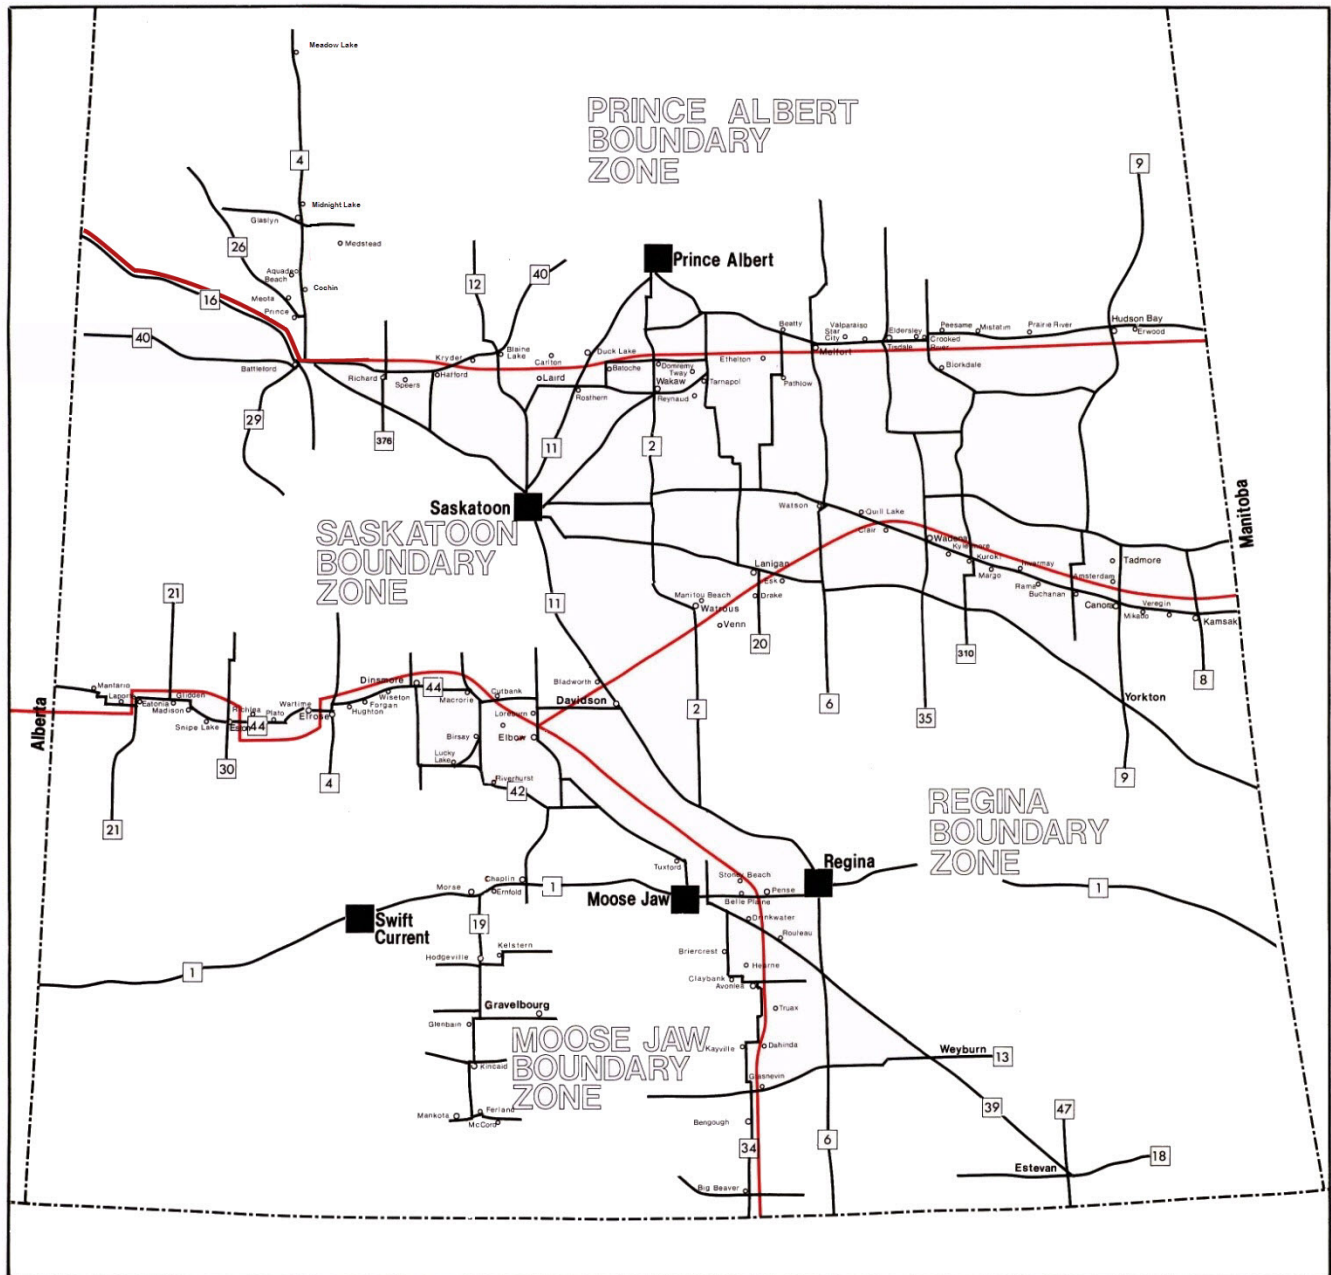 Meadow Lake
PRINCE ALBERT
BOUNDARY
ZONE
4
9
Midnight Lake
Glaslyn
26
Medstead
Prince Albert
Aquadeo
Beach
12
40
Cochin
16
Meota
Prince
40
Beatty
Valparaiso
Star
City
Eldersley
Peesame
Mistatim
Prairie River
Hudson Bay
Erwood
Melfort
Tisdale
Crooked
River
Kryder
Blaine
Lake
Carlton
Duck Lake
Ethelton
Battleford
Richard
Speers
Hafford
Laird
Batoche
Domremy
Tway
Wakaw
Tarnapol
Pathlow
Bjorkdale
Rosthern
Reynaud
29
376
11
2
Saskatoon
Watson
Quill Lake
Clair
Manitoba
SASKATOON
BOUNDARY
ZONE
Wadena
Kylemore
Kuroki
Margo
Invermay
Rama
Buchanan
Tadmore
Amsterdam
Canora
Mikado
Veregin
Kamsak
Lanigan
Esk
Drake
21
11
Manitou Beach
Watrous
Venn
20
310
8
Bladworth
Dinsmore
44
Mantario
Laporte
Eatonia
Glidden
Madison
Snipe Lake
Richlea
Eston
44
Plato
Wartime
Elrose
Hughton
Forgan
Wiseton
Macrorie
Cutbank
Loreburn
Davidson
2
6
35
Yorkton
Alberta
Birsay
Elbow
Lucky
Lake
30
4
Riverhurst
42
9
21
REGINA
BOUNDARY
ZONE
Tuxford
Regina
Stoney Beach
Pense
Belle Plaine
Morse
Chaplin
Ernfold
1
Moose Jaw
1
Swift
Current
19
Drinkwater
Rouleau
Kelstern
Hodgeville
Briercrest
Hearne
Claybank
Avonlea
1
Gravelbourg
Glenbain
Truax
MOOSE JAW
BOUNDARY
ZONE
Kayville
Dahinda
Weyburn
13
Kincaid
Glasnevin
Mankota
Ferland
McCord
Bengough
39
47
34
6
18
Estevan
Big Beaver